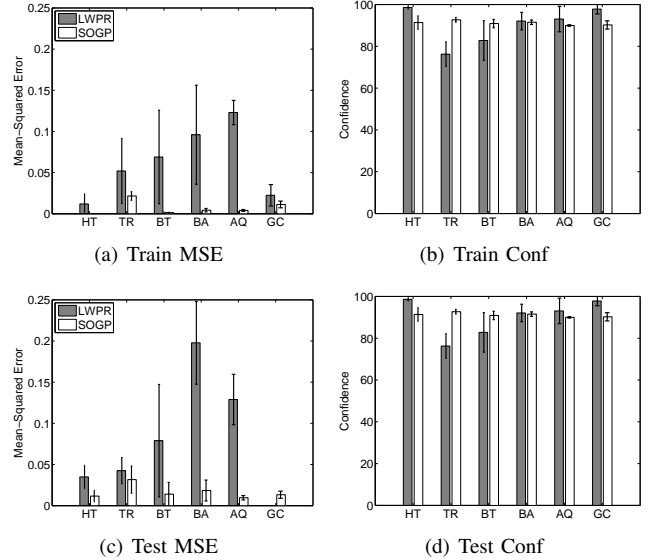 0.25
0.2
0.15
0.1
0.05
0
Mean−Squared Error
LWPR
SOGP
HT TR BT BA AQ GC
(a) Train MSE
100
80
60
40
20
0
Confidence
HT TR BT BA AQ GC
(b) Train Conf
0.25
0.2
0.15
0.1
0.05
0
Mean−Squared Error
LWPR
SOGP
HT TR BT BA AQ GC
(c) Test MSE
100
80
60
40
20
0
Confidence
HT TR BT BA AQ GC
(d) Test Conf